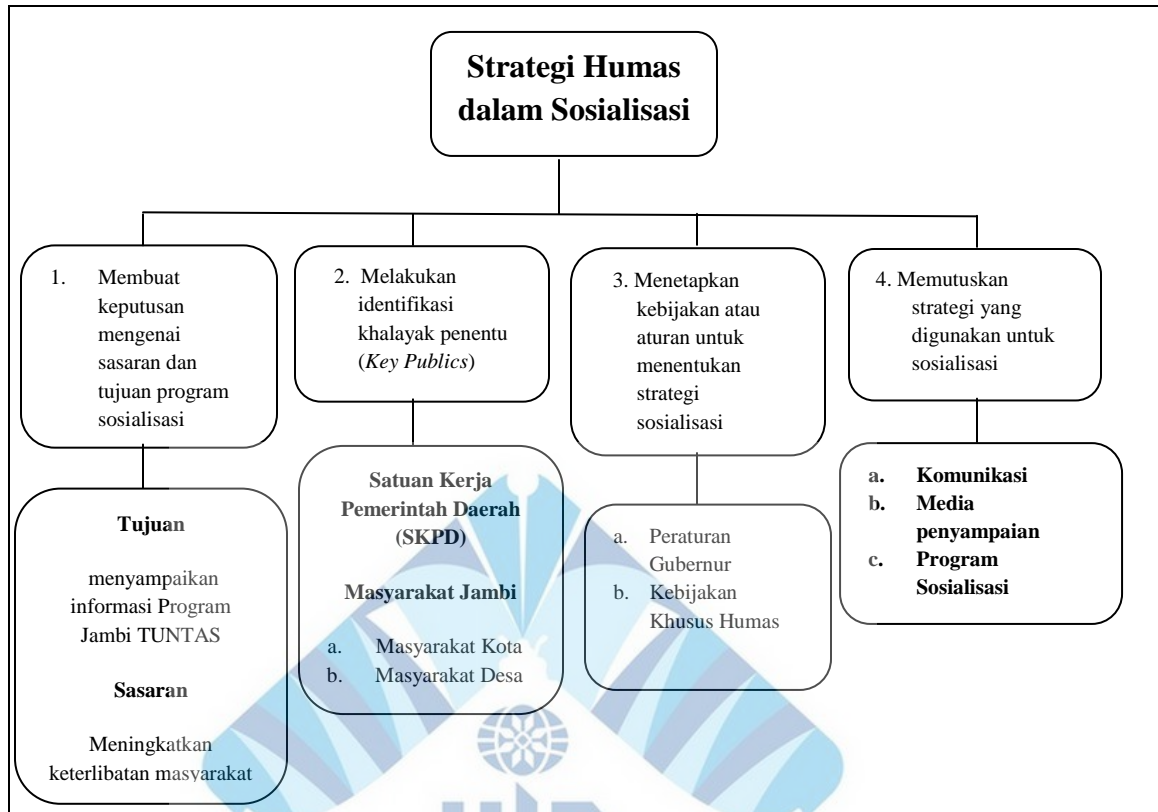 Strategi Humas
dalam Sosialisasi
1. Membuat
keputusan
mengenai
sasaran dan
tujuan program
sosialisasi
2. Melakukan
identifikasi
khalayak penentu
(Key Publics)
3. Menetapkan
kebijakan atau
aturan untuk
menentukan
strategi
sosialisasi
4. Memutuskan
strategi yang
digunakan untuk
sosialisasi
Tujuan
menyampaikan
informasi Program
Jambi TUNTAS
Sasaran
Meningkatkan
keterlibatan masyarakat
Satuan Kerja
Pemerintah Daerah
(SKPD)
Masyarakat Jambi
a. Masyarakat Kota
b. Masyarakat Desa
a. Peraturan
Gubernur
b. Kebijakan
Khusus Humas
a. Komunikasi
b. Media
penyampaian
c. Program
Sosialisasi